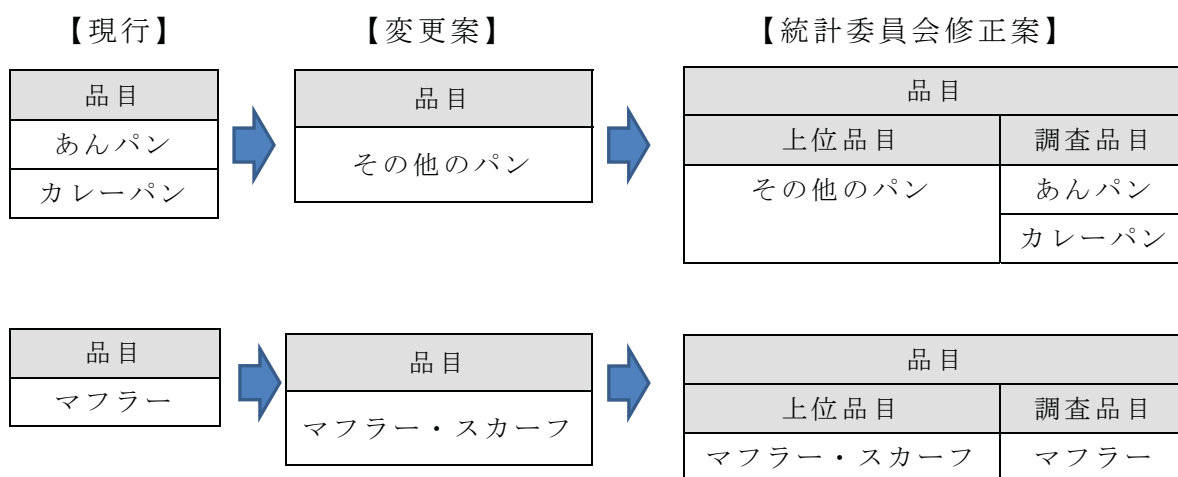 【現行】 【変更案】 【統計委員会修正案】
品目 品目 品目
あんパン その他のパン 上位品目 調査品目
カレーパン その他のパン あんパン
カレーパン
品目 品目 品目
マフラー マフラー・スカーフ 上位品目 調査品目
マフラー・スカーフ マフラー